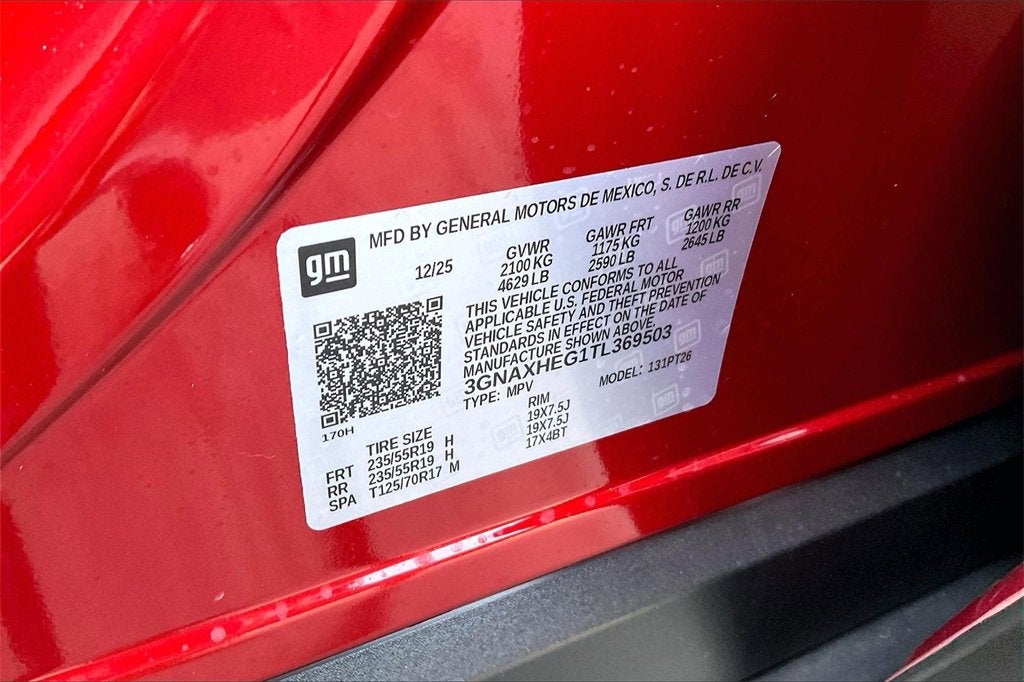 gm
MFD BY GENERAL MOTORS DE MEXICO, S. DE R.L. DE C.V.
12/25
GVWR GAWR FRT GAWR RR
2100 KG 1175 KG 1200 KG
4629 LB 2590 LB 2645 LB
THIS VEHICLE CONFORMS TO ALL
APPLICABLE U.S. FEDERAL MOTOR
VEHICLE SAFETY AND THEFT PREVENTION
STANDARDS IN EFFECT ON THE DATE OF
MANUFACTURE SHOWN ABOVE.
3GNAXHEG1TL369503
TYPE: MPV MODEL: 131PT26
170H
TIRE SIZE RIM
FRT 235/55R19 H 19X7.5J
RR 235/55R19 H 19X7.5J
SPA T125/70R17 M 17X4BT